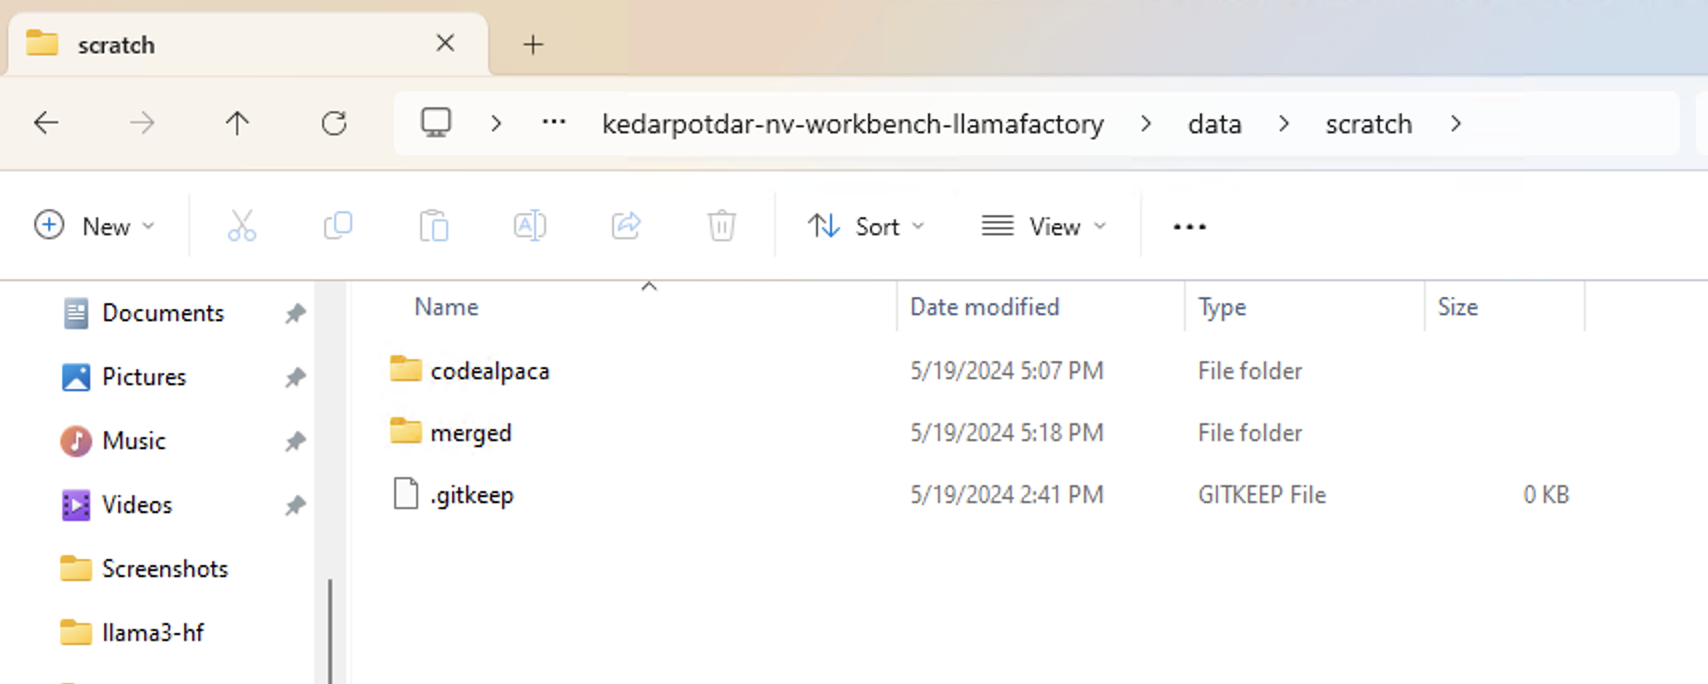 scratch
kedarpotdar-nv-workbench-llamafactory data scratch
New Sort View
Documents
Pictures
Music
Videos
Screenshots
llama3-hf
Name Date modified Type Size
codealpaca 5/19/2024 5:07 PM File folder
merged 5/19/2024 5:18 PM File folder
.gitkeep 5/19/2024 2:41 PM GITKEEP File 0 KB